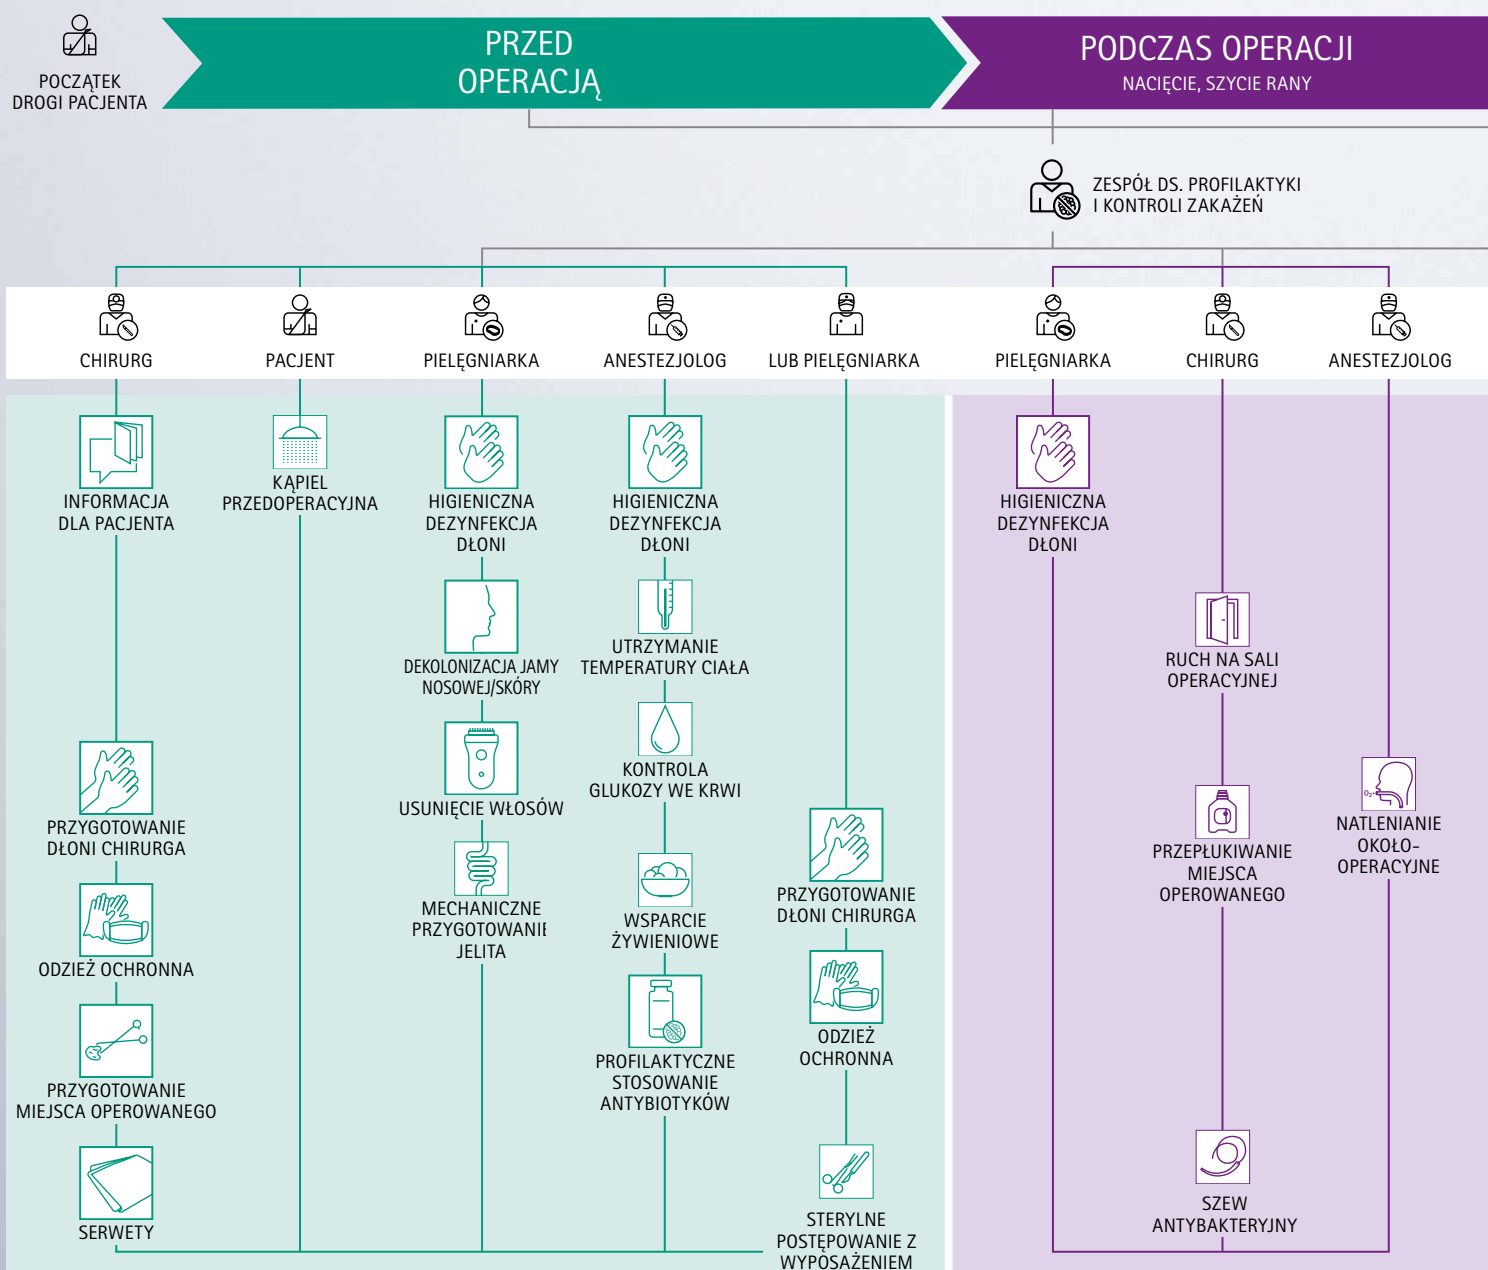 POCZĄTEK
DROGI PACJENTA
PRZED
OPERACJĄ
PODCZAS OPERACJI
NACIĘCIE, SZYCIE RANY
ZESPÓŁ DS. PROFILAKTYKI
I KONTROLI ZAKAŻEŃ
CHIRURG
PACJENT
PIELĘGNIARKA
ANESTEZJOLOG
LUB PIELĘGNIARKA
PIELĘGNIARKA
CHIRURG
ANESTEZJOLOG
INFORMACJA
DLA PACJENTA
PRZYGOTOWANIE
DŁONI CHIRURGA
ODZIEŻ OCHRONNA
PRZYGOTOWANIE
MIEJSCA OPEROWANEGO
SERWETY
KĄPIEL
PRZEDOPERACYJNA
HIGIENICZNA
DEZYNFEKCJA
DŁONI
DEKOLONIZACJA JAMY
NOSOWEJ/SKÓRY
USUNIĘCIE WŁOSÓW
MECHANICZNE
PRZYGOTOWANIE
JELITA
HIGIENICZNA
DEZYNFEKCJA
DŁONI
UTRZYMANIE
TEMPERATURY CIAŁA
KONTROLA
GLUKOZY WE KRWI
WSPARCIE
ŻYWIENIOWE
PROFILAKTYCZNE
STOSOWANIE
ANTYBIOTYKÓW
PRZYGOTOWANIE
DŁONI CHIRURGA
ODZIEŻ
OCHRONNA
STERYLNE
POSTĘPOWANIE Z
WYPOSAŻENIEM
HIGIENICZNA
DEZYNFEKCJA
DŁONI
RUCH NA SALI
OPERACYJNEJ
PRZEPŁUKIWANIE
MIEJSCA
OPEROWANEGO
SZEW
ANTYBAKTERYJNY
O₂
NATLENIANIE
OKOŁO-
OPERACYJNE